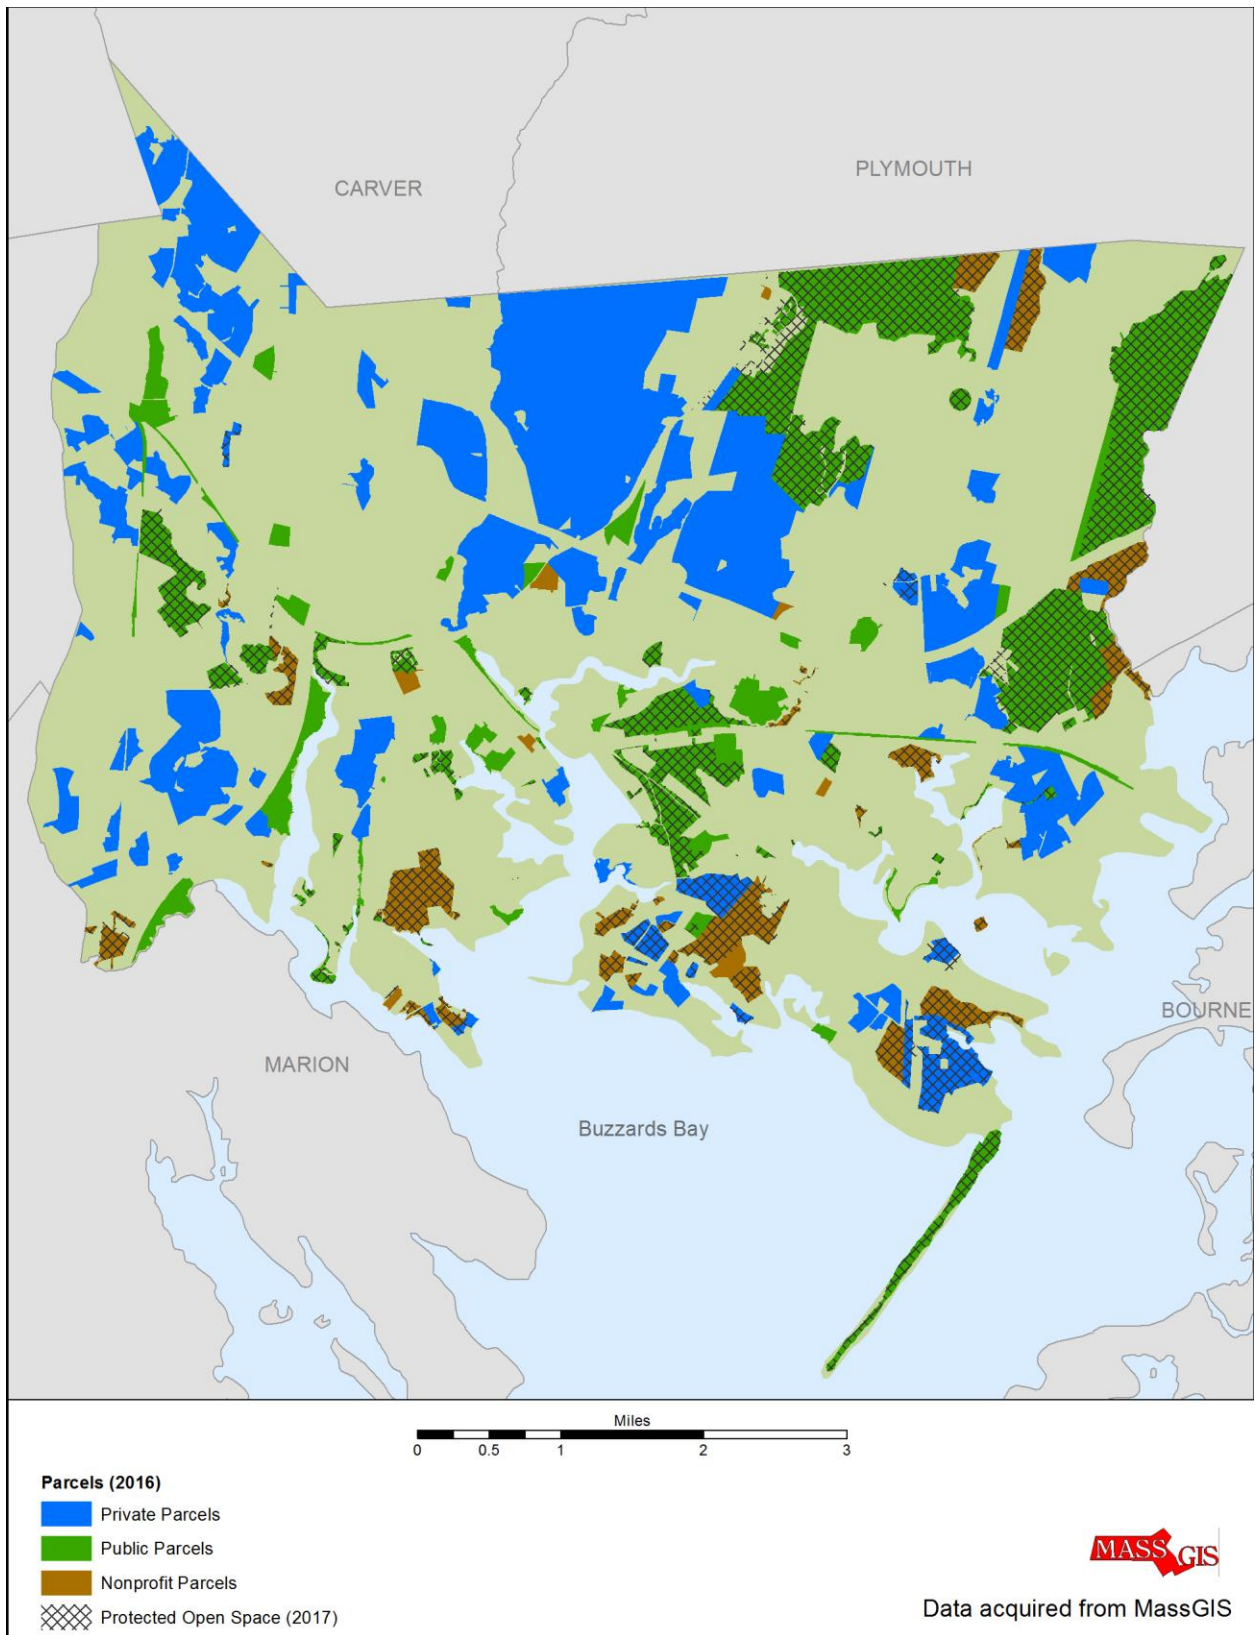 PLYMOUTH
CARVER
BOURNE
MARION
Buzzards Bay
Miles
0 0.5 1 2 3
Parcels (2016)
Private Parcels
Public Parcels
Nonprofit Parcels
Protected Open Space (2017)
MASS GIS
Data acquired from MassGIS